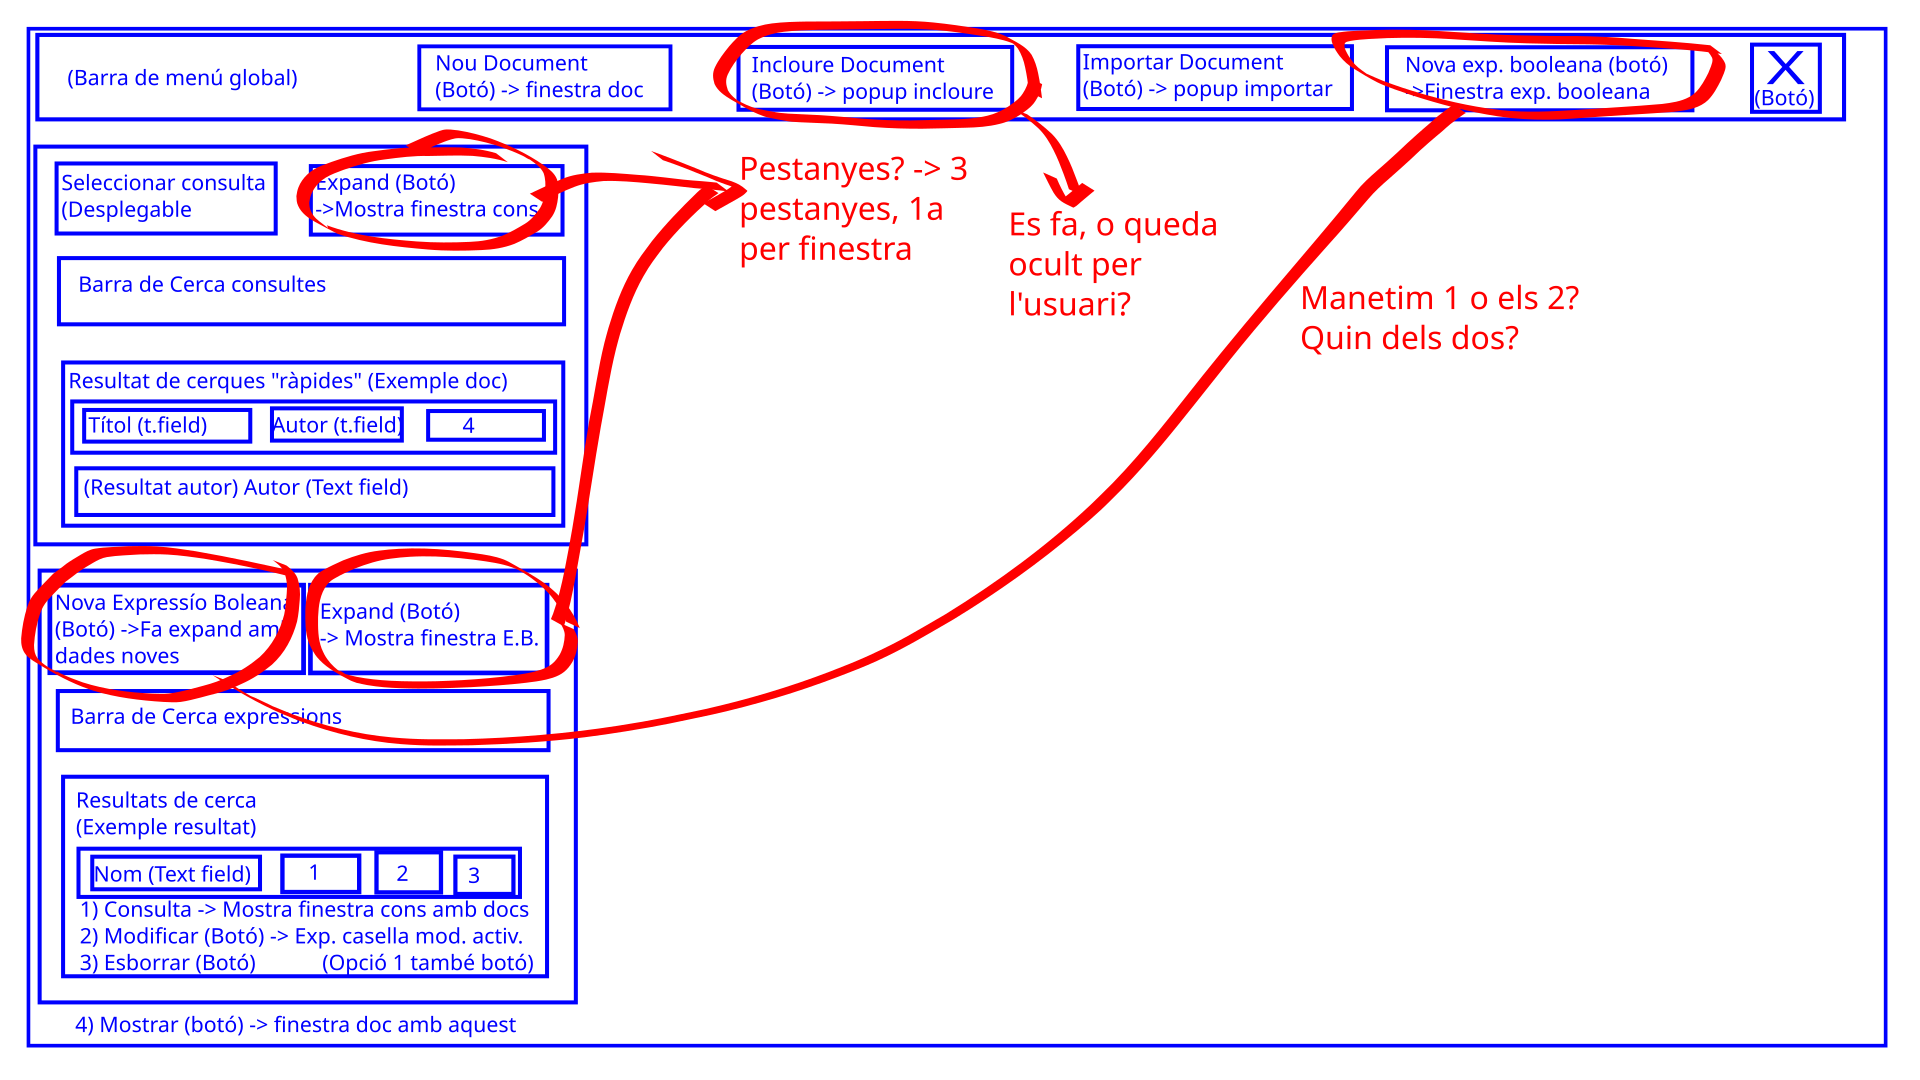 (Barra de menú global)
Nou Document
(Botó) -> finestra doc
Incloure Document
(Botó) -> popup incloure
Importar Document
(Botó) -> popup importar
Nova exp. booleana (botó)
->Finestra exp. booleana
X
(Botó)
Seleccionar consulta
(Desplegable
Expand (Botó)
->Mostra finestra cons
Pestanyes? -> 3
pestanyes, 1a
per finestra
Es fa, o queda
ocult per
l'usuari?
Manetim 1 o els 2?
Quin dels dos?
Barra de Cerca consultes
Resultat de cerques "ràpides" (Exemple doc)
Títol (t.field)
Autor (t.field)
4
(Resultat autor) Autor (Text field)
Nova Expressío Boleana
(Botó) ->Fa expand am
dades noves
Expand (Botó)
-> Mostra finestra E.B.
Barra de Cerca expressions
Resultats de cerca
(Exemple resultat)
Nom (Text field)
1
2
3
1) Consulta -> Mostra finestra cons amb docs
2) Modificar (Botó) -> Exp. casella mod. activ.
3) Esborrar (Botó) (Opció 1 també botó)
4) Mostrar (botó) -> finestra doc amb aquest